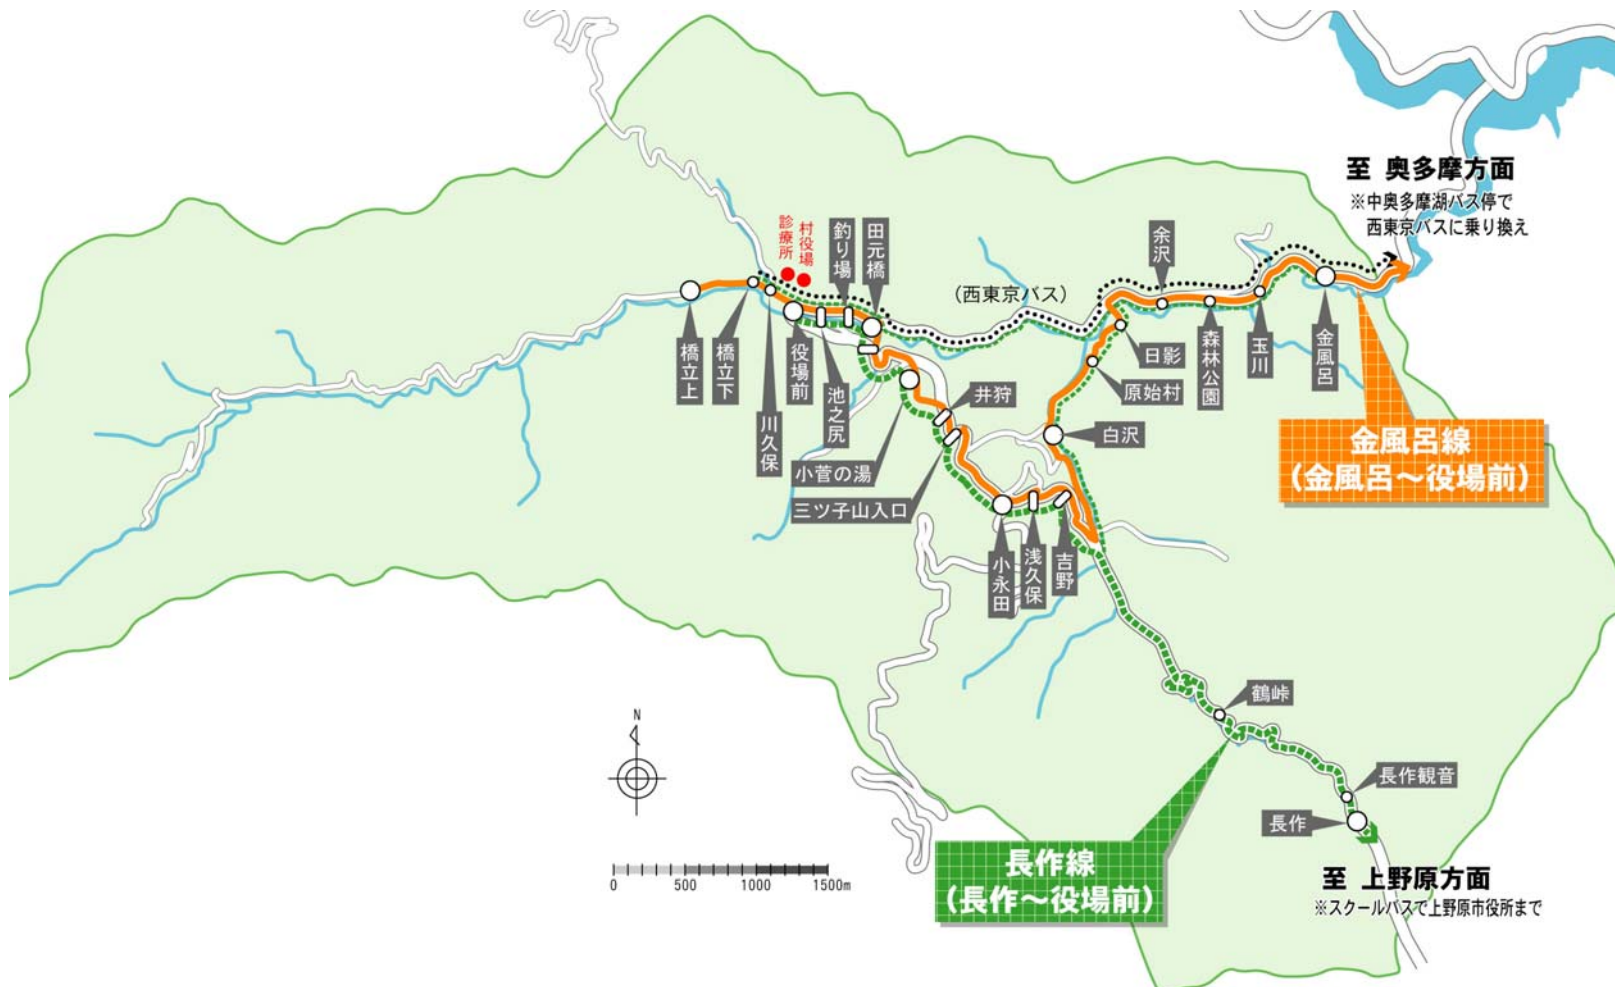 至 奥多摩方面
※中奥多摩湖バス停で
西東京バスに乗り換え
診療所
村役場
釣り場
田元橋
余沢
(西東京バス)
橋立上
橋立下
川久保
役場前
池之尻
小菅の湯
三ツ子山入口
井狩
日影
原始村
白沢
森林公園
玉川
金風呂
金風呂線
(金風呂〜役場前)
小永田
浅久保
吉野
鶴峠
長作観音
長作
長作線
(長作〜役場前)
至 上野原方面
※スクールバスで上野原市役所まで
N
0 500 1000 1500m